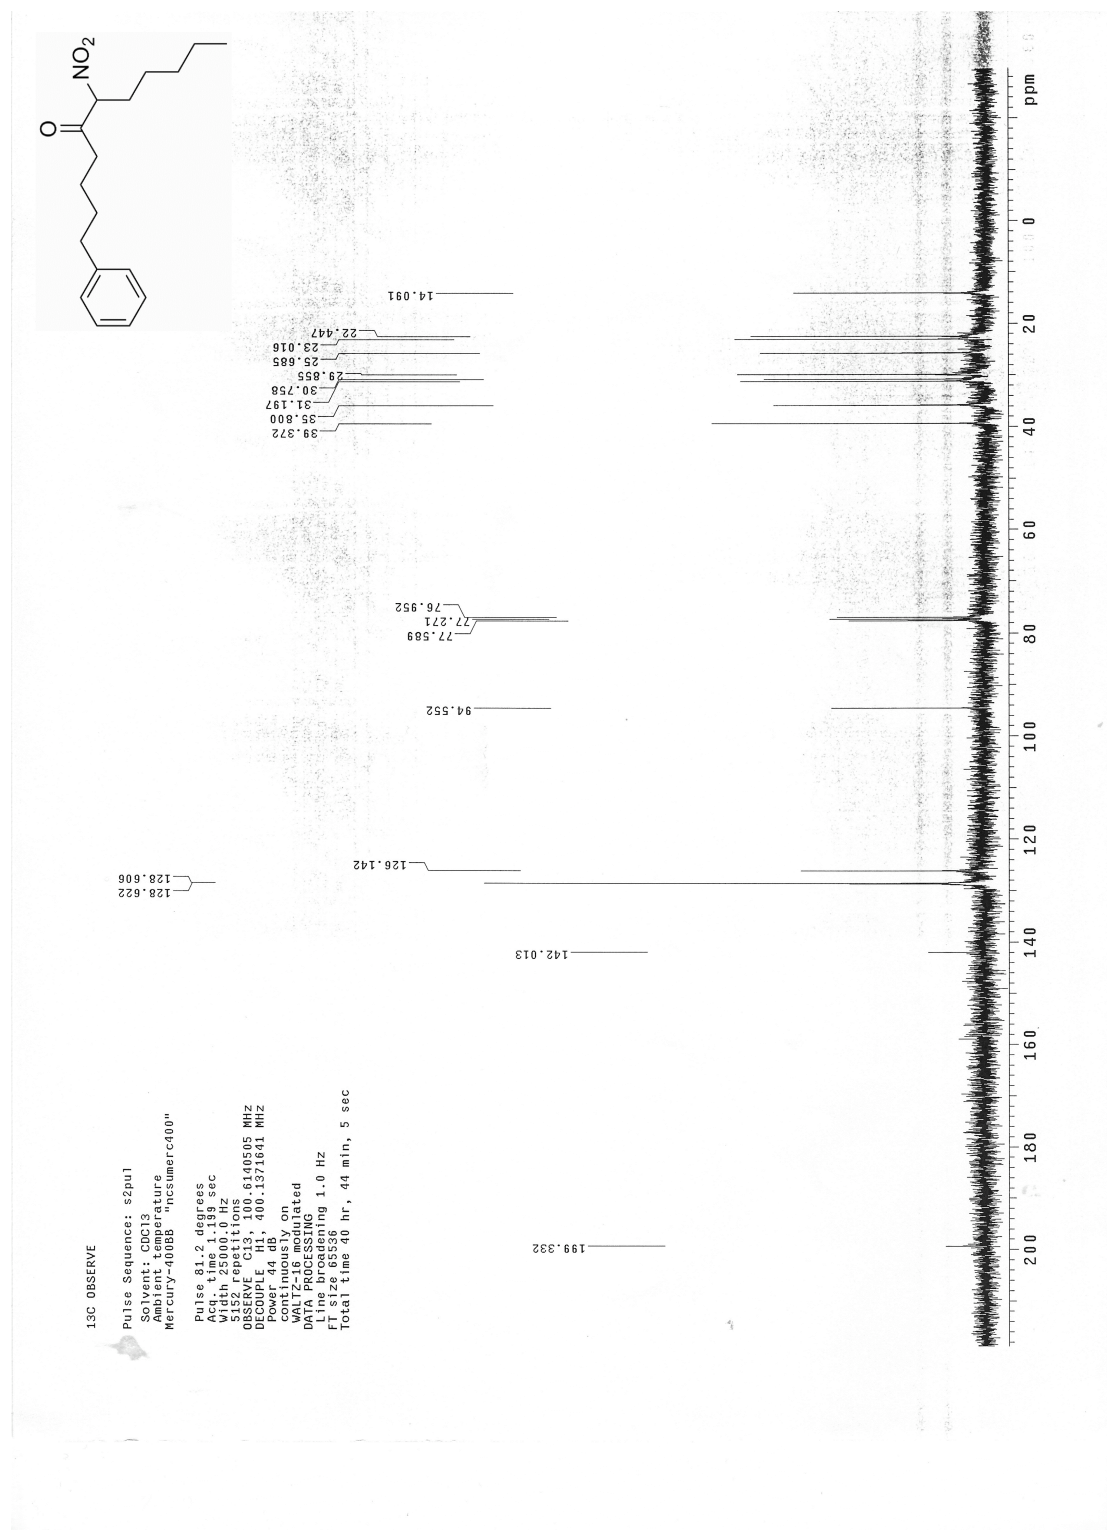 NO2
O
13C OBSERVE
Pulse Sequence: s2pul
Solvent: CDCl3
Ambient temperature
Mercury-400BB "ncsumerc400"
Pulse 81.2 degrees
Acq. time 1.199 sec
Width 25000.0 Hz
5152 repetitions
OBSERVE C13, 100.6140505 MHz
DECOUPLE H1, 400.1371641 MHz
Power 44 dB
continuously on
WALTZ-16 modulated
DATA PROCESSING
Line broadening 1.0 Hz
FT size 65536
Total time 40 hr, 44 min, 5 sec
199.332
142.013
128.622
128.606
126.142
94.552
77.589
77.271
76.952
39.372
35.800
31.197
30.758
29.855
25.685
23.016
22.447
14.091
200 180 160 140 120 100 80 60 40 20 0 ppm